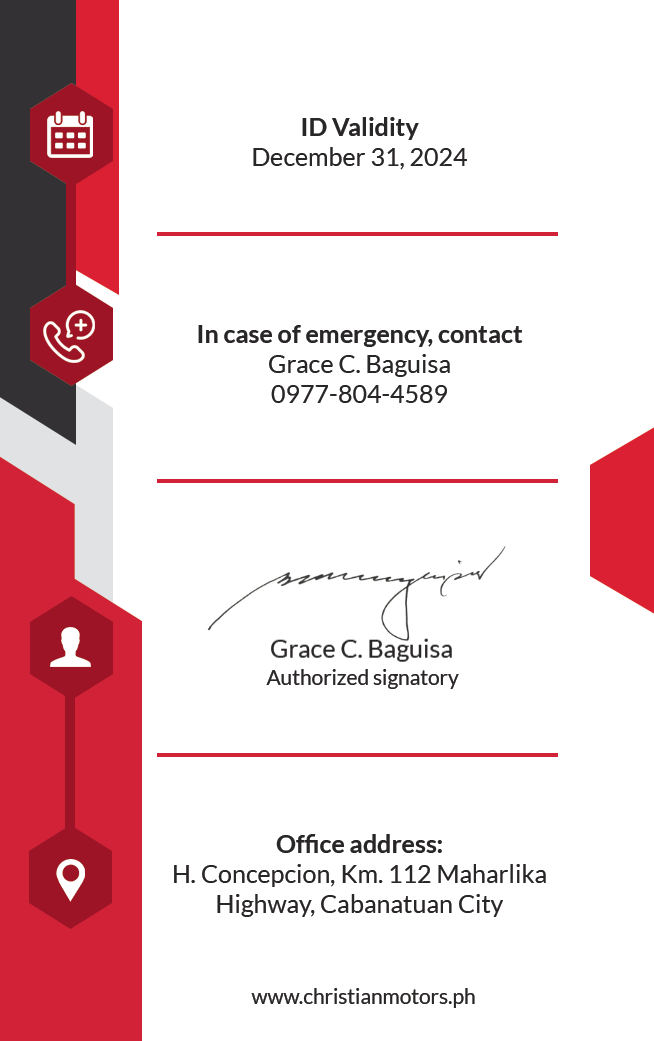 ID Validity
December 31, 2024
In case of emergency, contact
Grace C. Baguisa
0977-804-4589
Grace C. Baguisa
Authorized signatory
Office address:
H. Concepcion, Km. 112 Maharlika
Highway, Cabanatuan City
www.christianmotors.ph